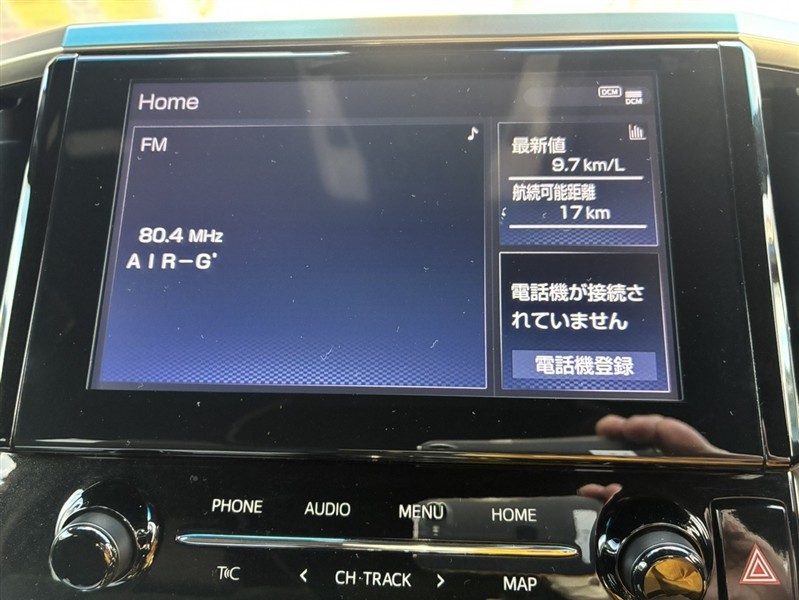 Home
DCM
DCM
FM
80.4 MHz
AIR-G'
最新値
9.7 km/L
航続可能距離
17 km
電話機が接続さ
れていません
電話機登録
PHONE AUDIO MENU HOME
T C < CH·TRACK > MAP